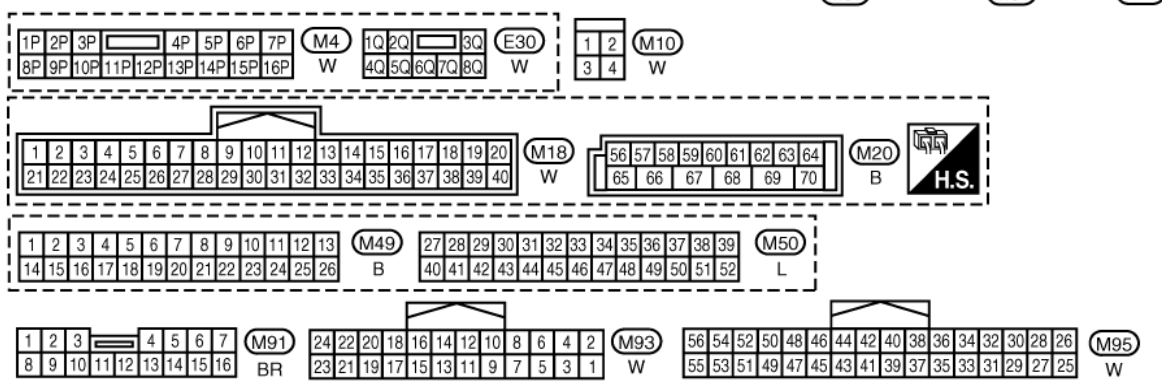 1P 2P 3P 4P 5P 6P 7P M4 1Q 2Q 3Q E30 1 2 M10
8P 9P 10P 11P 12P 13P 14P 15P 16P W 4Q 5Q 6Q 7Q 8Q W 3 4 W
1 2 3 4 5 6 7 8 9 10 11 12 13 14 15 16 17 18 19 20 M18 56 57 58 59 60 61 62 63 64 M20
21 22 23 24 25 26 27 28 29 30 31 32 33 34 35 36 37 38 39 40 W 65 66 67 68 69 70 B H.S.
1 2 3 4 5 6 7 8 9 10 11 12 13 M49 27 28 29 30 31 32 33 34 35 36 37 38 39 M50
14 15 16 17 18 19 20 21 22 23 24 25 26 B 40 41 42 43 44 45 46 47 48 49 50 51 52 L
1 2 3 4 5 6 7 M91 24 22 20 18 16 14 12 10 8 6 4 2 M93 56 54 52 50 48 46 44 42 40 38 36 34 32 30 28 26 M95
8 9 10 11 12 13 14 15 16 BR 23 21 19 17 15 13 11 9 7 5 3 1 W 55 53 51 49 47 45 43 41 39 37 35 33 31 29 27 25 W